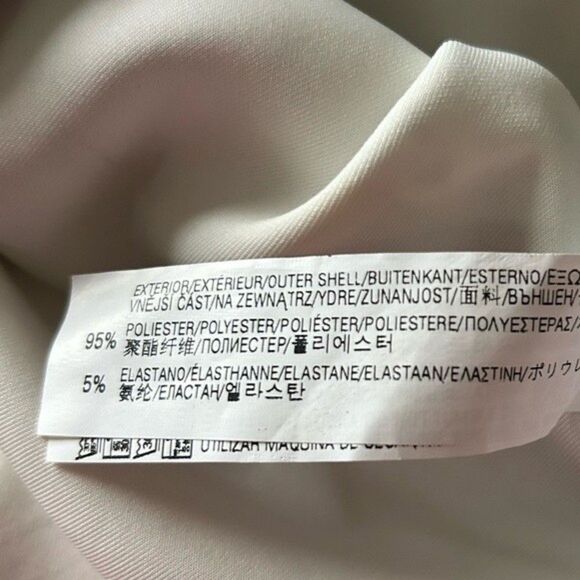 EXTERIOR/EXTÉRIEUR/OUTER SHELL/BUITENKANT/ESTERNO/ΕΞΩ
VNĚJŠÍ ČÁST/NA ZEWNĄTRZ/YDRE/ZUNANJOST/面料/ВЪНШЕН/
95% POLIESTER/POLYESTER/POLIÉSTER/POLIESTERE/ΠΟΛΥΕΣΤΕΡΑΣ/
聚酯纤维/ПОЛИЕСТЕР/폴리에스터
5% ELASTANO/ÉLASTHANNE/ELASTANE/ELASTAAN/ΕΛΑΣΤΙΝΗ/ポリウレ
氨纶/ЕЛАСТАН/엘라스탄
UTILIZAR MAQUINA DE